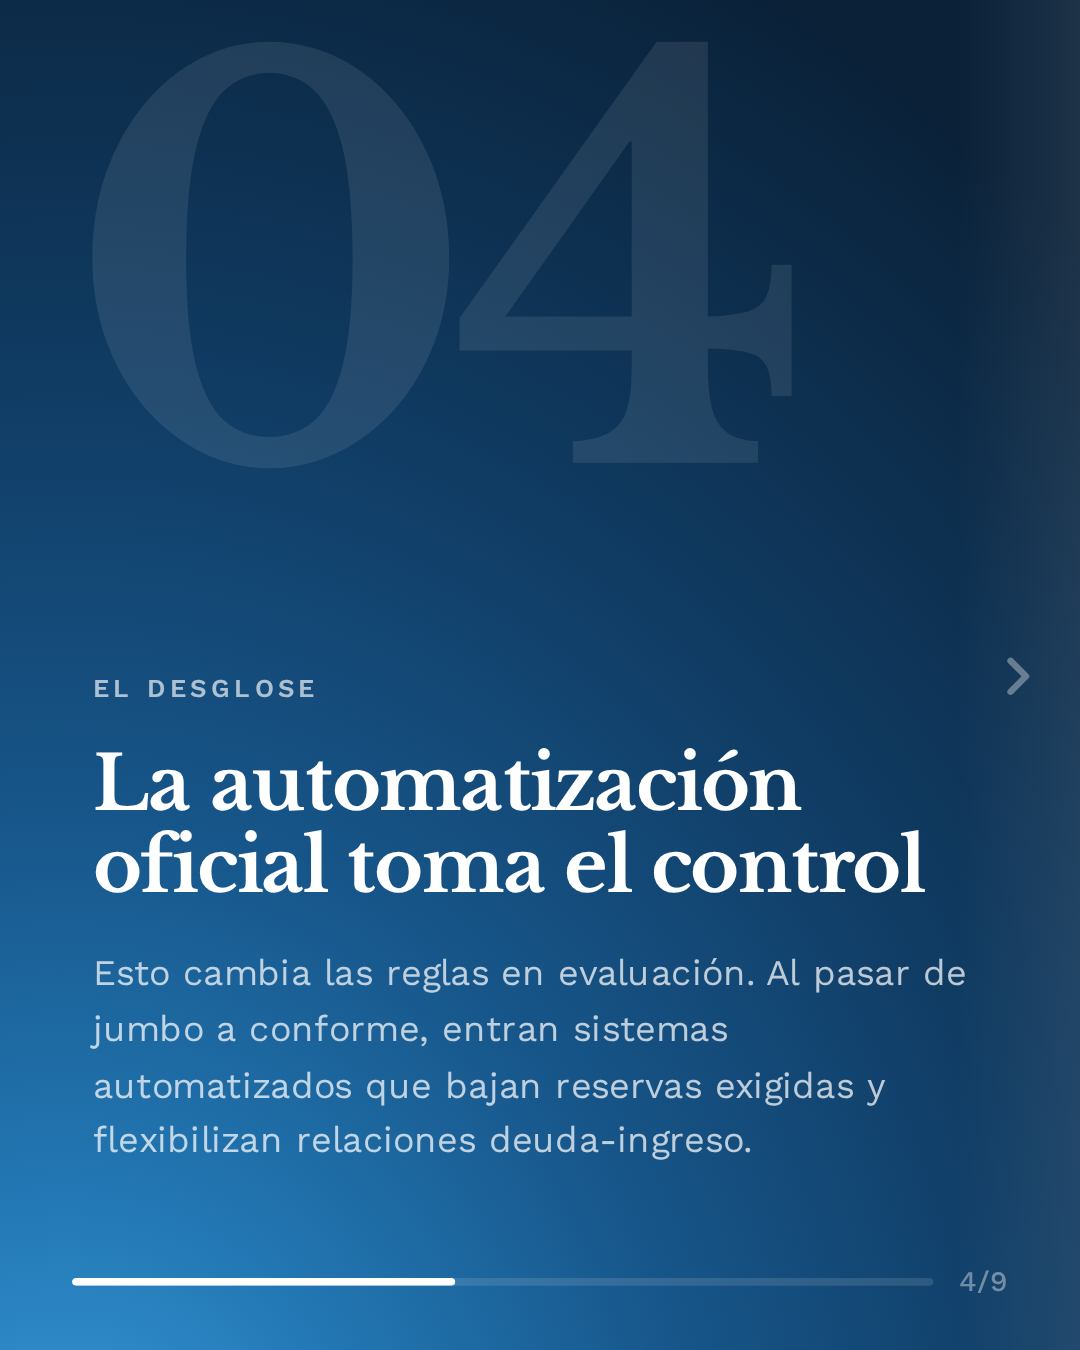 04
EL DESGLOSE
La automatización
oficial toma el control
Esto cambia las reglas en evaluación. Al pasar de
jumbo a conforme, entran sistemas
automatizados que bajan reservas exigidas y
flexibilizan relaciones deuda-ingreso.
4/9